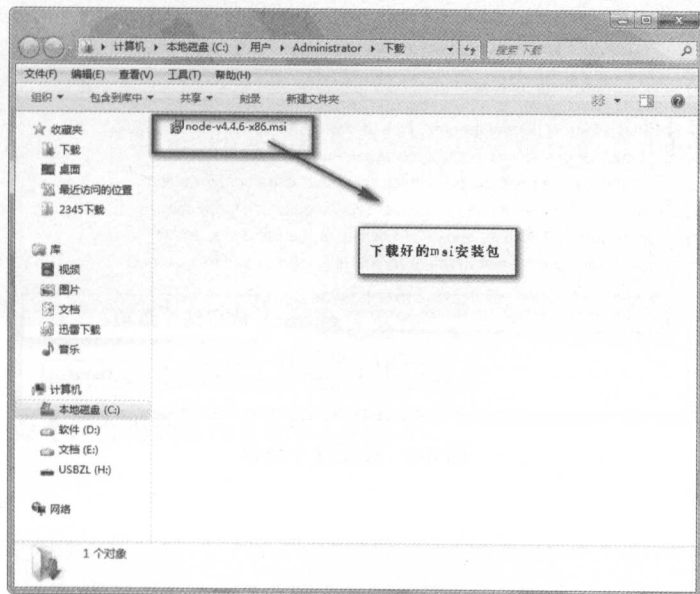 计算机 ▸ 本地磁盘 (C:) ▸ 用户 ▸ Administrator ▸ 下载
搜索 下载
文件(F) 编辑(E) 查看(V) 工具(T) 帮助(H)
组织 包含到库中 共享 刻录 新建文件夹
收藏夹
下载
桌面
最近访问的位置
2345下载
库
视频
图片
文档
迅雷下载
音乐
计算机
本地磁盘 (C:)
软件 (D:)
文档 (E:)
USBZL (H:)
网络
node-v4.4.6-x86.msi
下载好的msi安装包
1 个对象